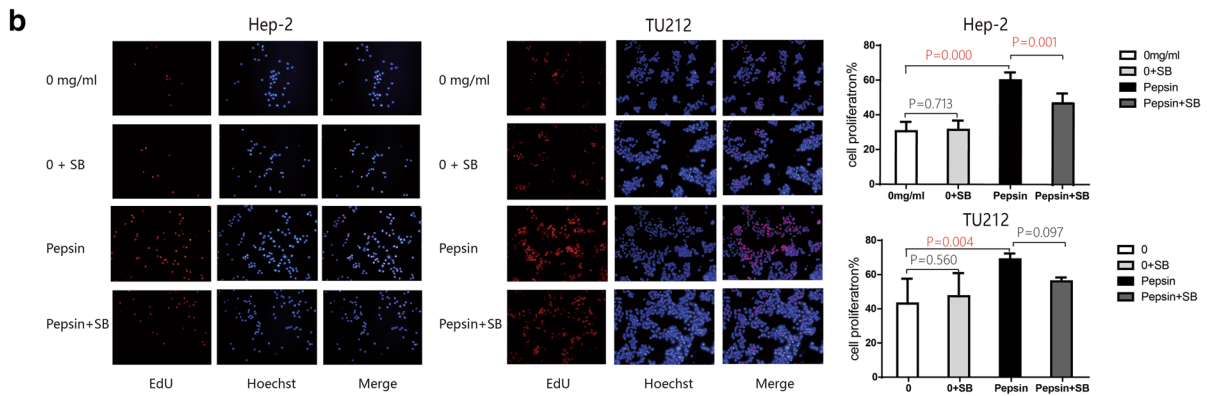 b
Hep-2
0 mg/ml
0 + SB
Pepsin
Pepsin+SB
EdU Hoechst Merge
TU212
0 mg/ml
0 + SB
Pepsin
Pepsin+SB
EdU Hoechst Merge
Hep-2
cell proliferatron%
80
60
40
20
0
P=0.000
P=0.001
P=0.713
0mg/ml 0+SB Pepsin Pepsin+SB
0mg/ml
0+SB
Pepsin
Pepsin+SB
TU212
cell proliferatron%
80
60
40
20
0
P=0.004
P=0.097
P=0.560
0 0+SB Pepsin Pepsin+SB
0
0+SB
Pepsin
Pepsin+SB